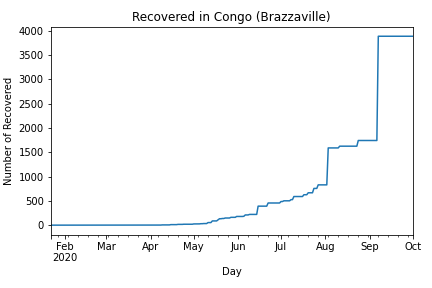 Recovered in Congo (Brazzaville)
Number of Recovered
4000
3500
3000
2500
2000
1500
1000
500
0
Feb Mar Apr May Jun Jul Aug Sep Oct
2020
Day